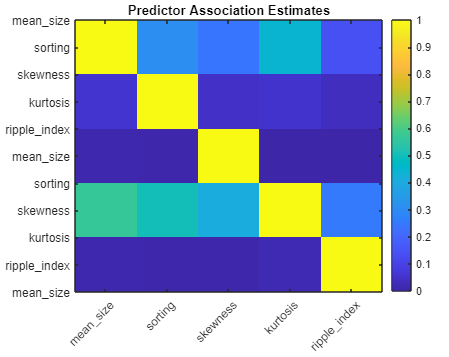 Predictor Association Estimates
mean_size
sorting
skewness
kurtosis
ripple_index
mean_size
sorting
skewness
kurtosis
ripple_index
mean_size
mean_size
sorting
skewness
kurtosis
ripple_index
1
0.9
0.8
0.7
0.6
0.5
0.4
0.3
0.2
0.1
0